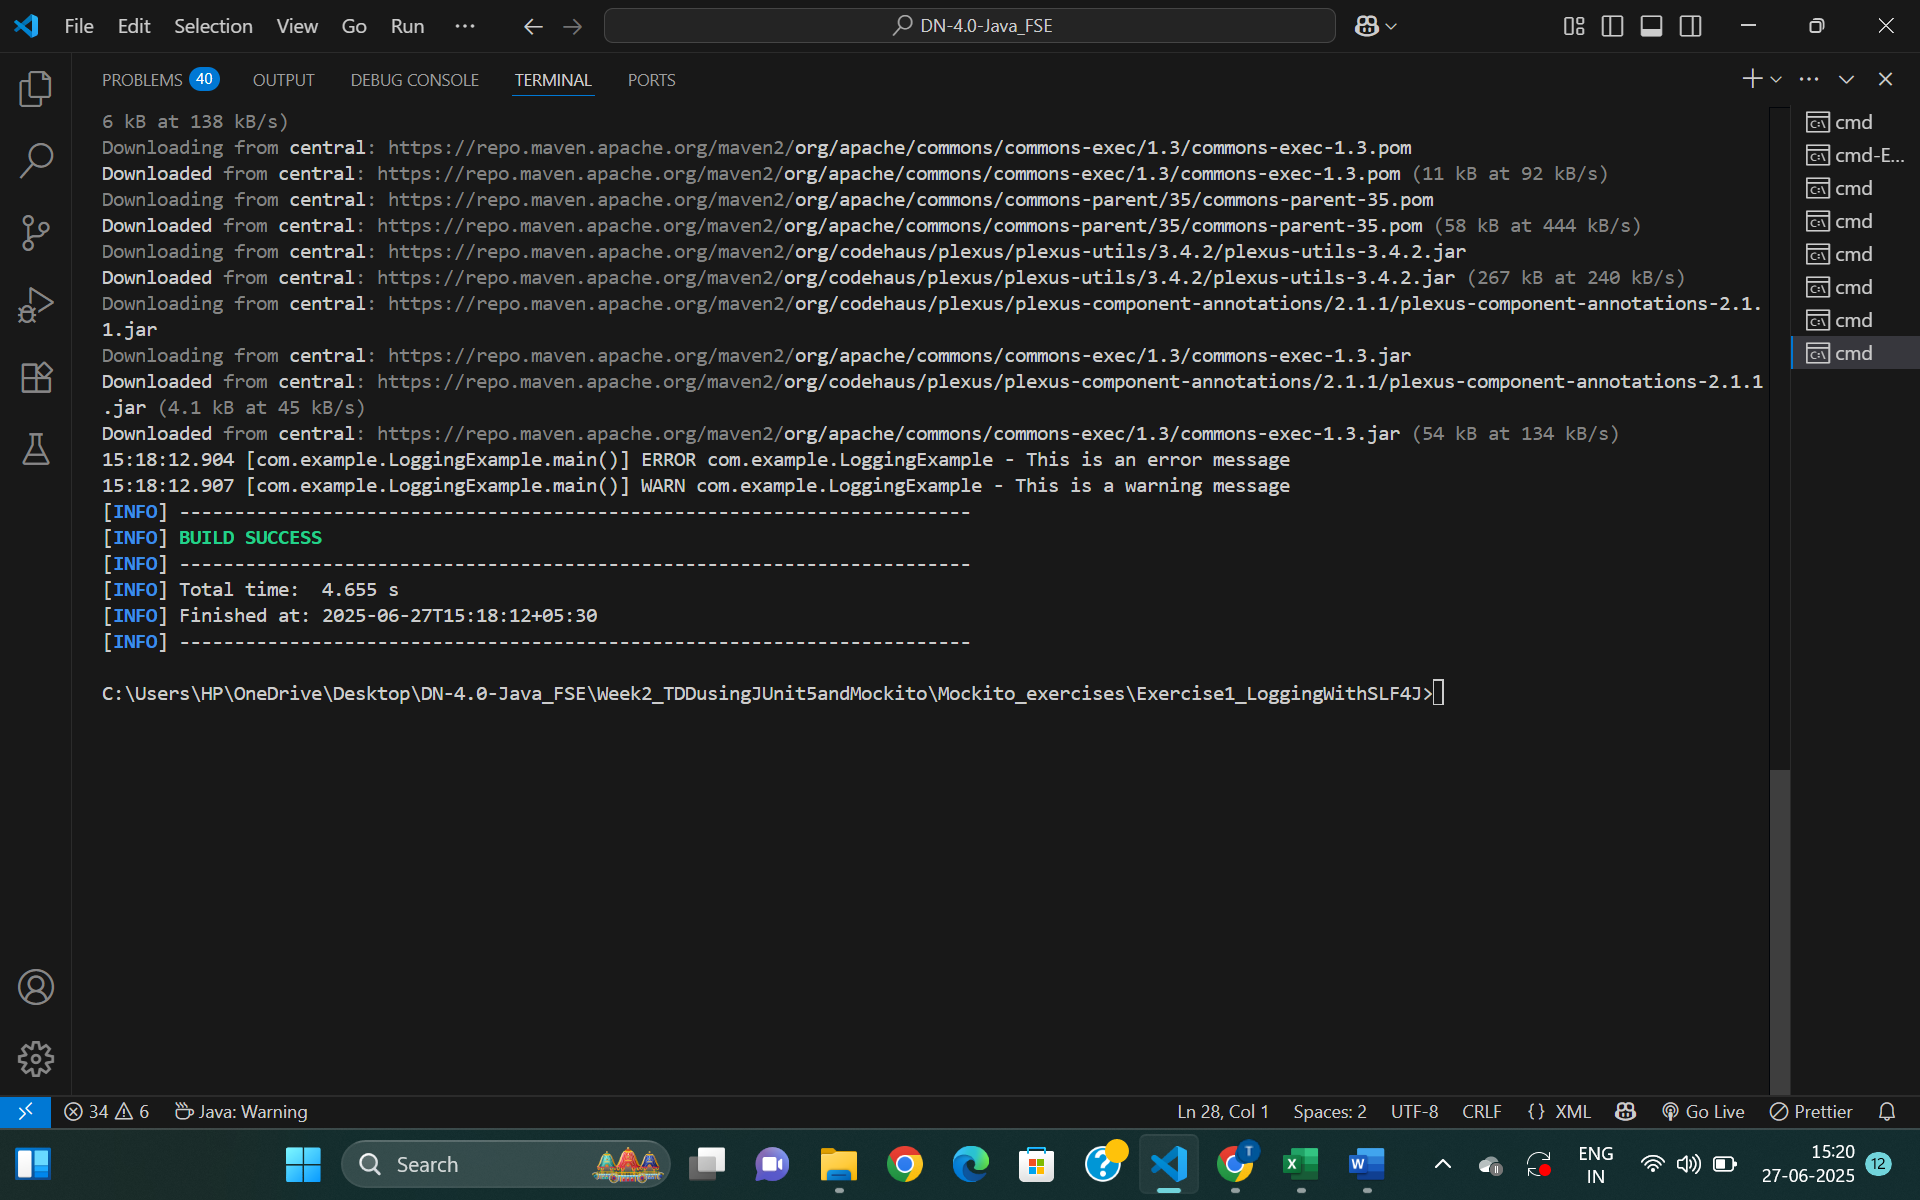 File Edit Selection View Go Run ··· DN-4.0-Java_FSE
PROBLEMS 40 OUTPUT DEBUG CONSOLE TERMINAL PORTS
6 kB at 138 kB/s)
Downloading from central: https://repo.maven.apache.org/maven2/org/apache/commons/commons-exec/1.3/commons-exec-1.3.pom
Downloaded from central: https://repo.maven.apache.org/maven2/org/apache/commons/commons-exec/1.3/commons-exec-1.3.pom (11 kB at 92 kB/s)
Downloading from central: https://repo.maven.apache.org/maven2/org/apache/commons/commons-parent/35/commons-parent-35.pom
Downloaded from central: https://repo.maven.apache.org/maven2/org/apache/commons/commons-parent/35/commons-parent-35.pom (58 kB at 444 kB/s)
Downloading from central: https://repo.maven.apache.org/maven2/org/codehaus/plexus/plexus-utils/3.4.2/plexus-utils-3.4.2.jar
Downloaded from central: https://repo.maven.apache.org/maven2/org/codehaus/plexus/plexus-utils/3.4.2/plexus-utils-3.4.2.jar (267 kB at 240 kB/s)
Downloading from central: https://repo.maven.apache.org/maven2/org/codehaus/plexus/plexus-component-annotations/2.1.1/plexus-component-annotations-2.1.
1.jar
Downloading from central: https://repo.maven.apache.org/maven2/org/apache/commons/commons-exec/1.3/commons-exec-1.3.jar
Downloaded from central: https://repo.maven.apache.org/maven2/org/codehaus/plexus/plexus-component-annotations/2.1.1/plexus-component-annotations-2.1.1
.jar (4.1 kB at 45 kB/s)
Downloaded from central: https://repo.maven.apache.org/maven2/org/apache/commons/commons-exec/1.3/commons-exec-1.3.jar (54 kB at 134 kB/s)
15:18:12.904 [com.example.LoggingExample.main()] ERROR com.example.LoggingExample - This is an error message
15:18:12.907 [com.example.LoggingExample.main()] WARN com.example.LoggingExample - This is a warning message
[INFO] ------------------------------------------------------------------------
[INFO] BUILD SUCCESS
[INFO] ------------------------------------------------------------------------
[INFO] Total time:  4.655 s
[INFO] Finished at: 2025-06-27T15:18:12+05:30
[INFO] ------------------------------------------------------------------------
C:\Users\HP\OneDrive\Desktop\DN-4.0-Java_FSE\Week2_TDDusingJUnit5andMockito\Mockito_exercises\Exercise1_LoggingWithSLF4J>
cmd
cmd-E...
cmd
cmd
cmd
cmd
cmd
cmd
34 6 Java: Warning Ln 28, Col 1 Spaces: 2 UTF-8 CRLF {} XML Go Live Prettier
Search
ENG
IN
15:20
27-06-2025
12